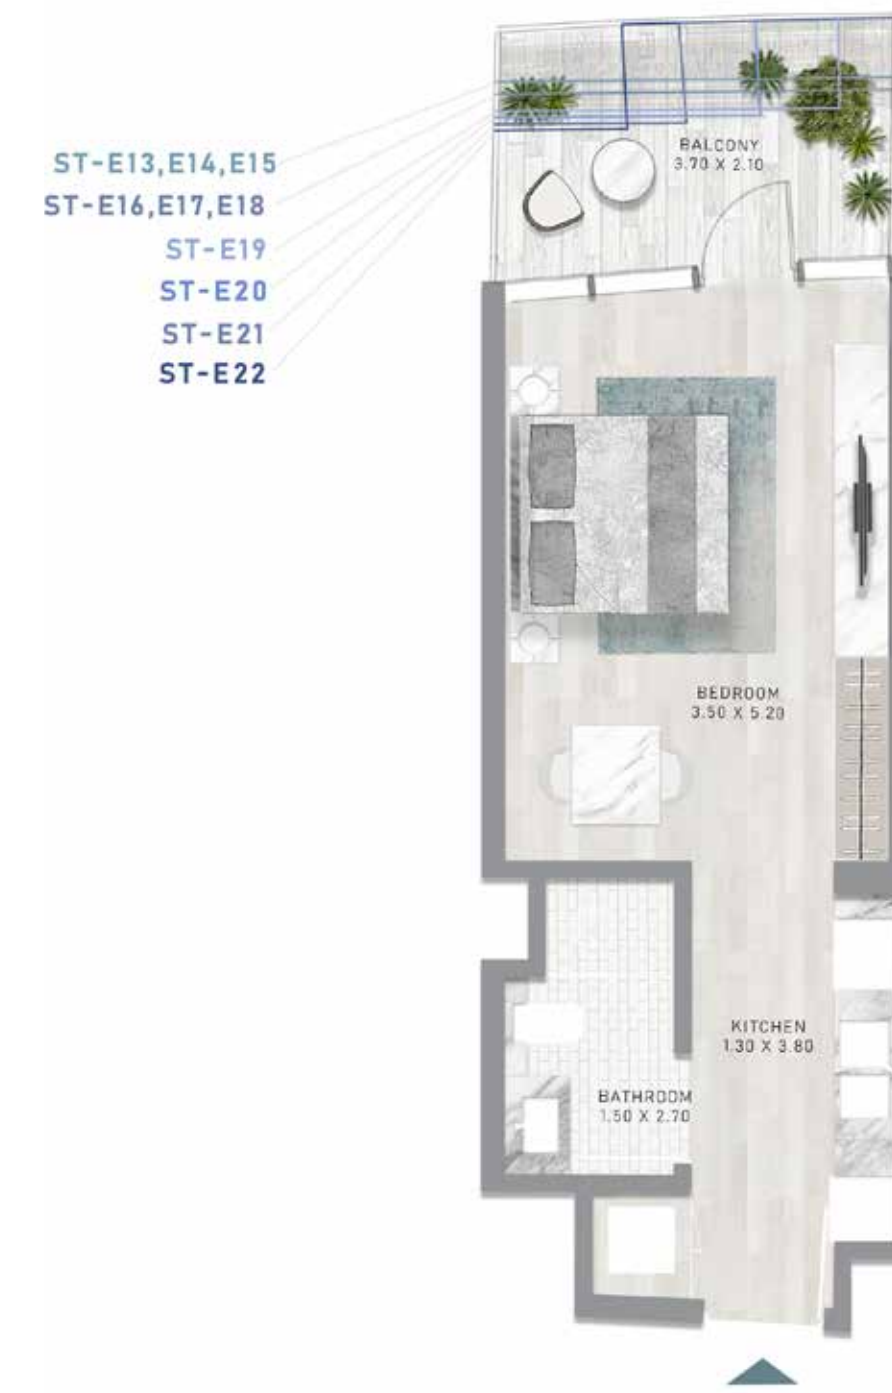 BALCONY
3.70 X 2.10
ST-E13,E14,E15
ST-E16,E17,E18
ST-E19
ST-E20
ST-E21
ST-E22
BEDROOM
3.50 X 5.20
KITCHEN
1.30 X 3.80
BATHROOM
1.50 X 2.70